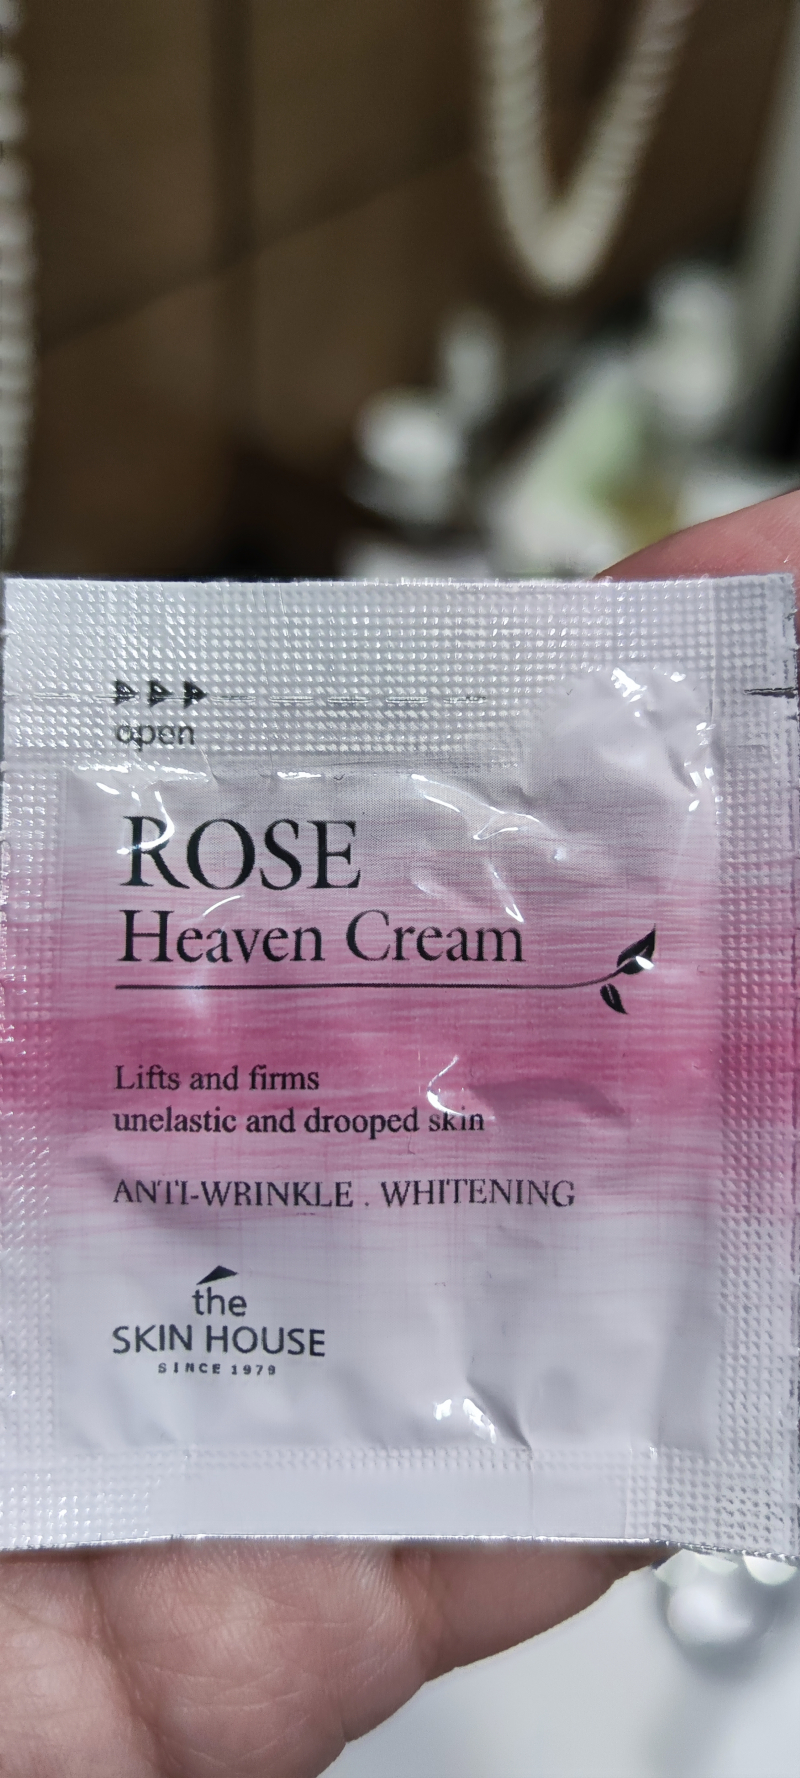 open
ROSE
Heaven Cream
Lifts and firms
unelastic and drooped skin
ANTI-WRINKLE . WHITENING
the
SKIN HOUSE
SINCE 1979